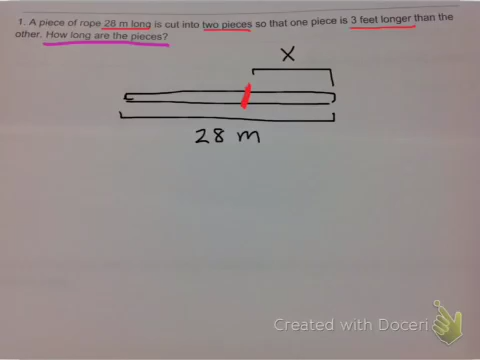 1. A piece of rope 28 m long is cut into two pieces so that one piece is 3 feet longer than the
other. How long are the pieces?
X
28 m
Created with Doceri